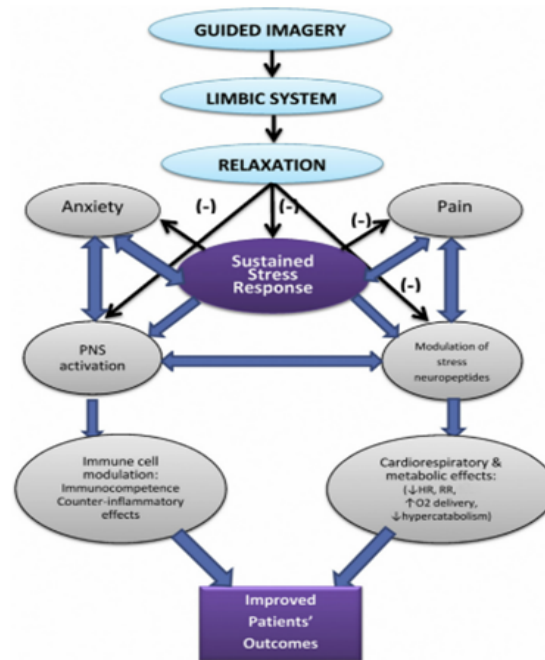 GUIDED IMAGERY
LIMBIC SYSTEM
RELAXATION
(-)
(-)
(-)
(-)
Anxiety
Pain
Sustained
Stress
Response
PNS
activation
Modulation of
stress
neuropeptides
Immune cell
modulation:
Immunocompetence
Counter-inflammatory
effects
Cardiorespiratory &
metabolic effects:
(↓HR, RR,
↑O2 delivery,
↓hypercatabolism)
Improved
Patients’
Outcomes